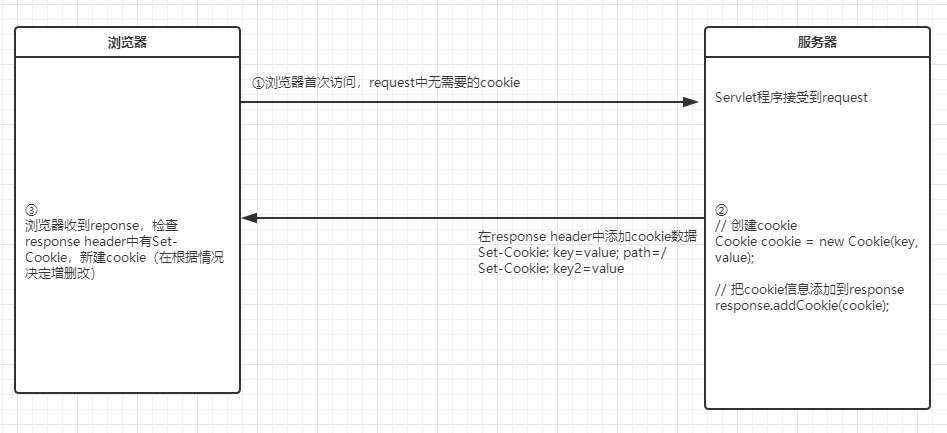 浏览器
服务器
①浏览器首次访问，request中无需要的cookie
Servlet程序接受到request
③
浏览器收到reponse，检查
response header中有Set-
Cookie，新建cookie（在根据情况
决定增删改）
在response header中添加cookie数据
Set-Cookie: key=value; path=/
Set-Cookie: key2=value
②
// 创建cookie
Cookie cookie = new Cookie(key,
value);
// 把cookie信息添加到response
response.addCookie(cookie);